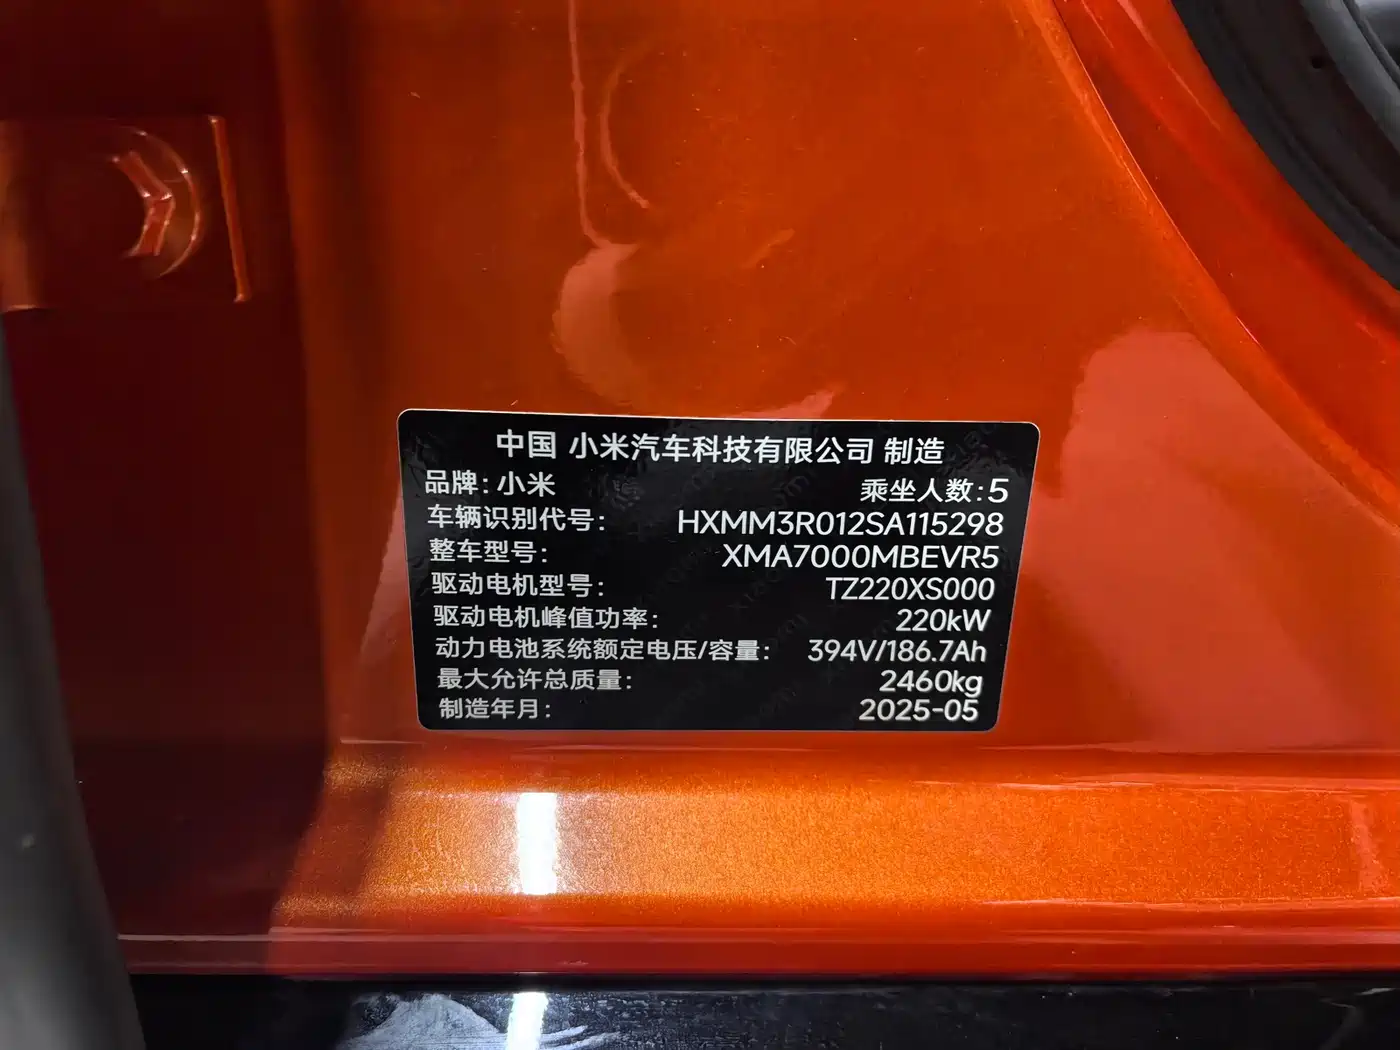 中国 小米汽车科技有限公司 制造
品牌：小米 乘坐人数：5
车辆识别代号： HXMM3R012SA115298
整车型号： XMA7000MBEVR5
驱动电机型号： TZ220XS000
驱动电机峰值功率： 220kW
动力电池系统额定电压/容量： 394V/186.7Ah
最大允许总质量： 2460kg
制造年月： 2025-05